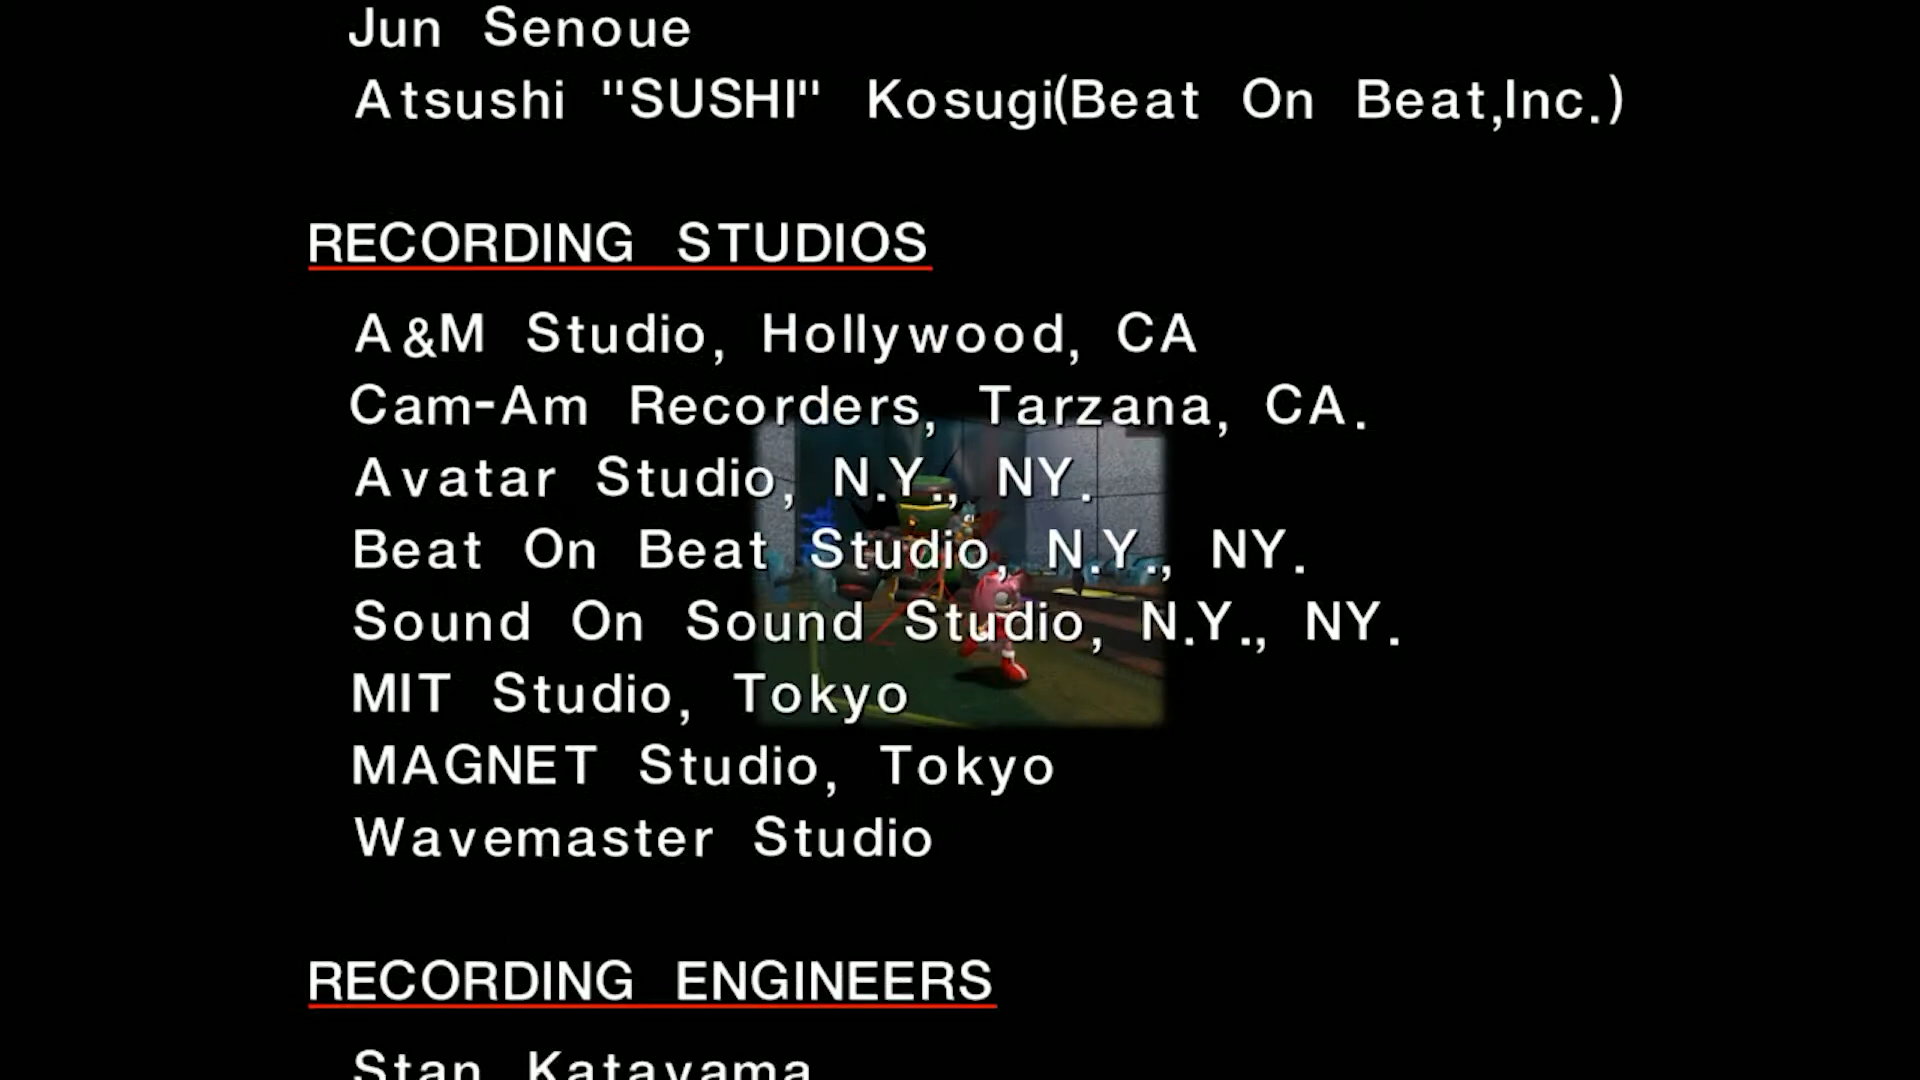 Jun Senoue
Atsushi "SUSHI" Kosugi(Beat On Beat,Inc.)
RECORDING STUDIOS
A&M Studio, Hollywood, CA
Cam-Am Recorders, Tarzana, CA.
Avatar Studio, N.Y., NY.
Beat On Beat Studio, N.Y., NY.
Sound On Sound Studio, N.Y., NY.
MIT Studio, Tokyo
MAGNET Studio, Tokyo
Wavemaster Studio
RECORDING ENGINEERS
Stan Katayama